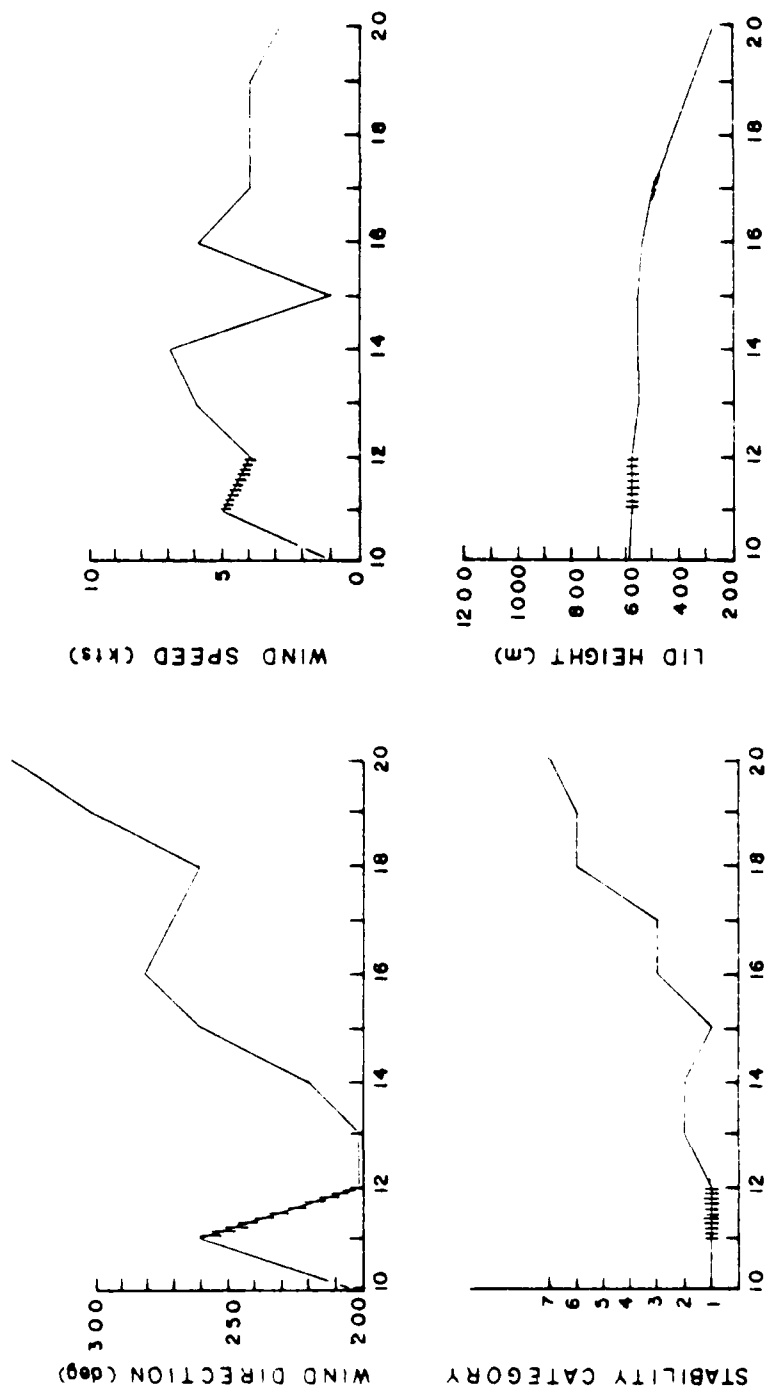 WIND DIRECTION (deg)
300
250
200
10 12 14 16 18 20
WIND SPEED (kts)
10
5
0
10 12 14 16 18 20
STABILITY CATEGORY
7
6
5
4
3
2
1
10 12 14 16 18 20
LID HEIGHT (m)
1200
1000
800
600
400
200
10 12 14 16 18 20